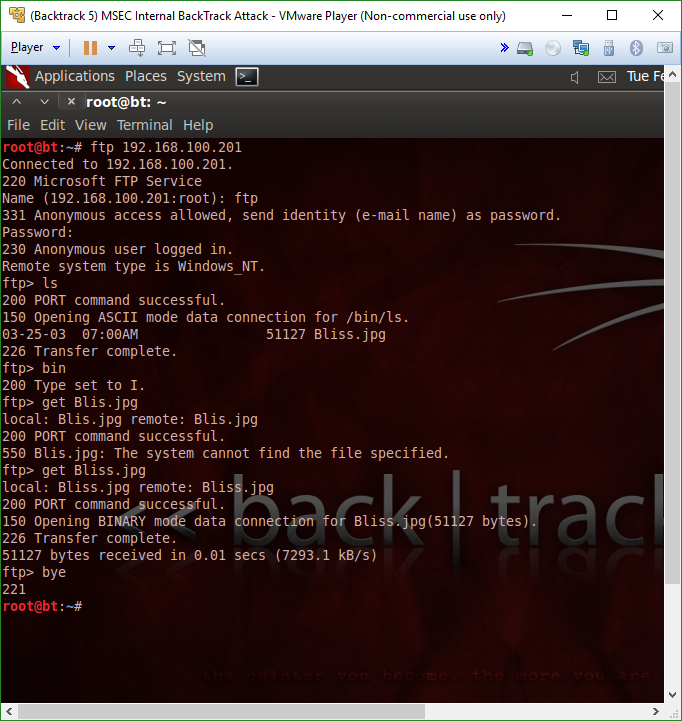 (Backtrack 5) MSEC Internal BackTrack Attack - VMware Player (Non-commercial use only)
Player
Applications Places System Tue Fe
root@bt: ~
File Edit View Terminal Help
root@bt:~# ftp 192.168.100.201
Connected to 192.168.100.201.
220 Microsoft FTP Service
Name (192.168.100.201:root): ftp
331 Anonymous access allowed, send identity (e-mail name) as password.
Password:
230 Anonymous user logged in.
Remote system type is Windows_NT.
ftp> ls
200 PORT command successful.
150 Opening ASCII mode data connection for /bin/ls.
03-25-03  07:00AM                51127 Bliss.jpg
226 Transfer complete.
ftp> bin
200 Type set to I.
ftp> get Blis.jpg
local: Blis.jpg remote: Blis.jpg
200 PORT command successful.
550 Blis.jpg: The system cannot find the file specified.
ftp> get Bliss.jpg
local: Bliss.jpg remote: Bliss.jpg
200 PORT command successful.
150 Opening BINARY mode data connection for Bliss.jpg(51127 bytes).
226 Transfer complete.
51127 bytes received in 0.01 secs (7293.1 kB/s)
ftp> bye
221
root@bt:~#
<< back | track
the quieter you become, the more you are